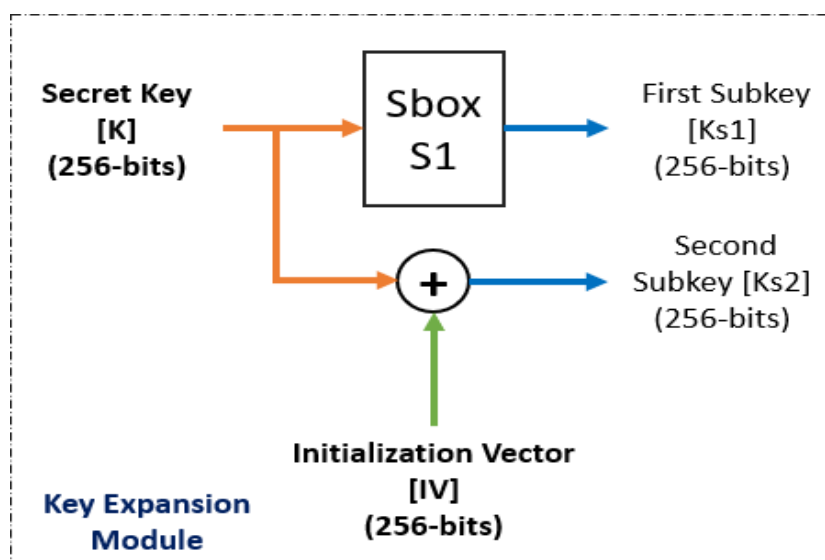 Secret Key
[K]
(256-bits)
Sbox
S1
First Subkey
[Ks1]
(256-bits)
+
Second
Subkey [Ks2]
(256-bits)
Initialization Vector
[IV]
(256-bits)
Key Expansion
Module